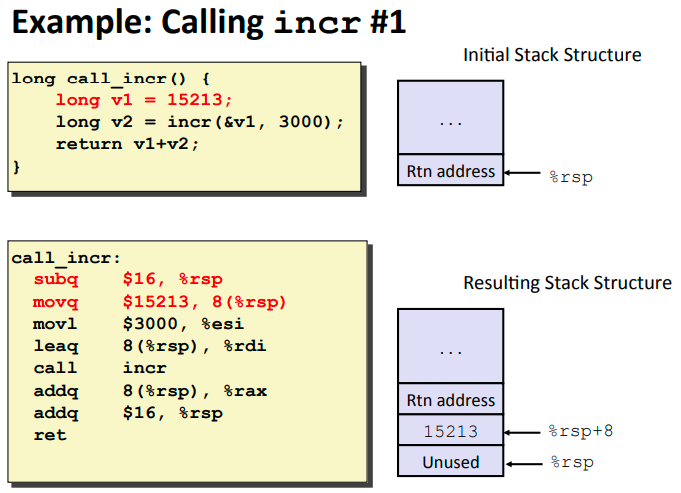 Example: Calling incr #1
Initial Stack Structure
long call_incr() {
    long v1 = 15213;
    long v2 = incr(&v1, 3000);
    return v1+v2;
}
...
Rtn address
%rsp
call_incr:
  subq    $16, %rsp
  movq    $15213, 8(%rsp)
  movl    $3000, %esi
  leaq    8(%rsp), %rdi
  call    incr
  addq    8(%rsp), %rax
  addq    $16, %rsp
  ret
Resulting Stack Structure
...
Rtn address
15213
%rsp+8
Unused
%rsp